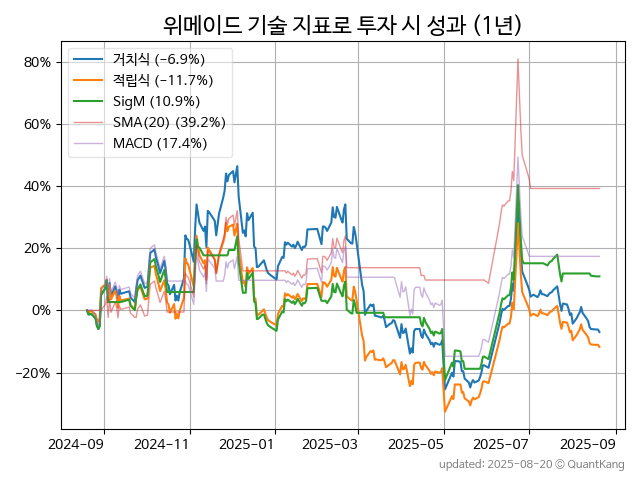 위메이드 기술 지표로 투자 시 성과 (1년)
거치식 (-6.9%)
적립식 (-11.7%)
SigM (10.9%)
SMA(20) (39.2%)
MACD (17.4%)
80%
60%
40%
20%
0%
-20%
2024-09 2024-11 2025-01 2025-03 2025-05 2025-07 2025-09
updated: 2025-08-20 © QuantKang